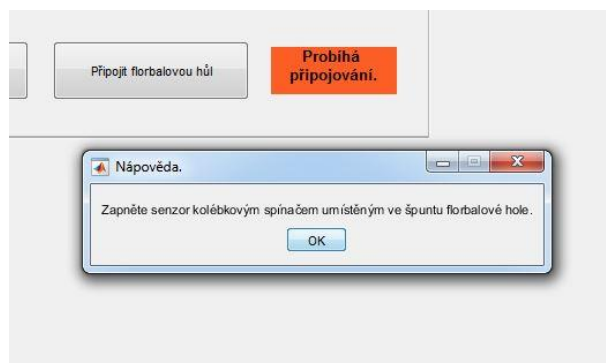 Připojit florbalovou hůl
Probíhá
připojování.
Nápověda.
Zapněte senzor kolébkovým spínačem umístěným ve špuntu florbalové hole.
OK